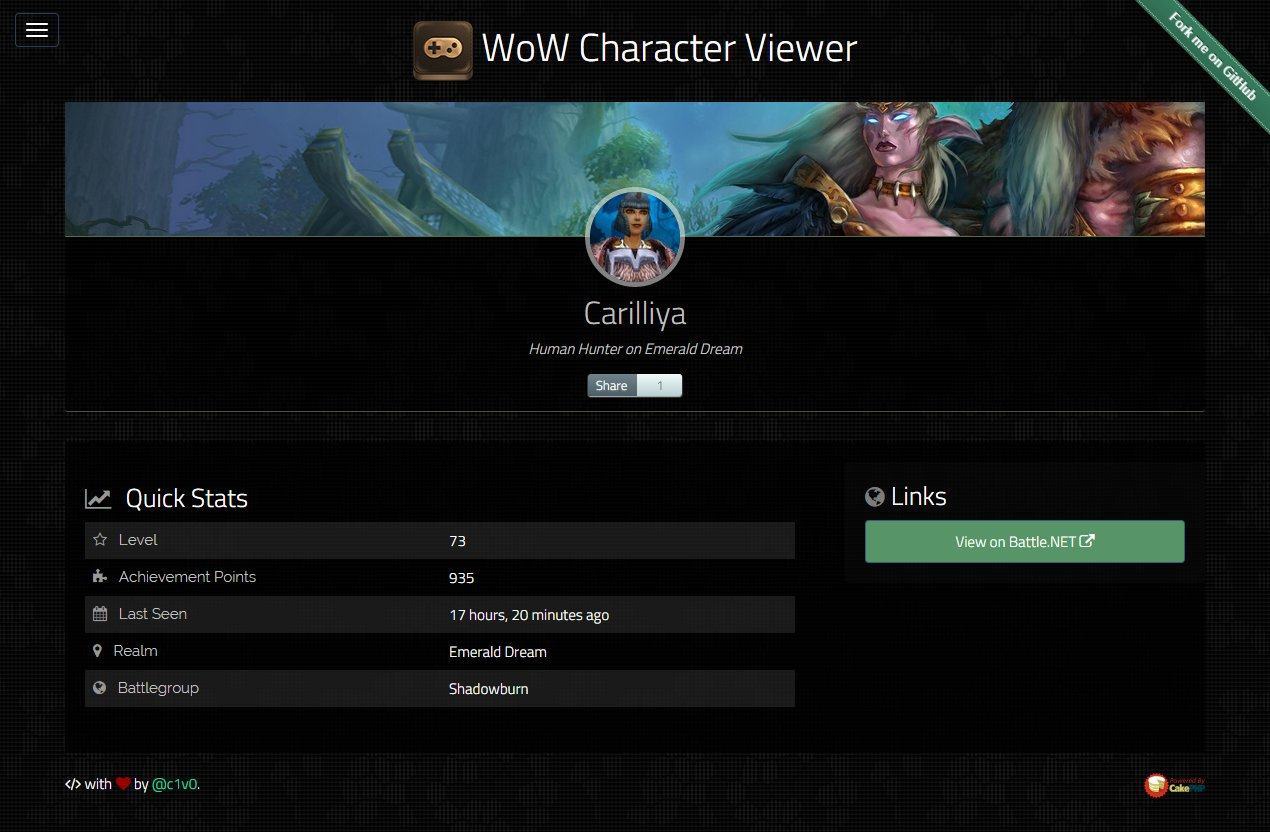 WoW Character Viewer
Fork me on GitHub
Carilliya
Human Hunter on Emerald Dream
Share 1
Quick Stats
Level 73
Achievement Points 935
Last Seen 17 hours, 20 minutes ago
Realm Emerald Dream
Battlegroup Shadowburn
Links
View on Battle.NET
</> with by @c1v0.
Powered By
CakePHP